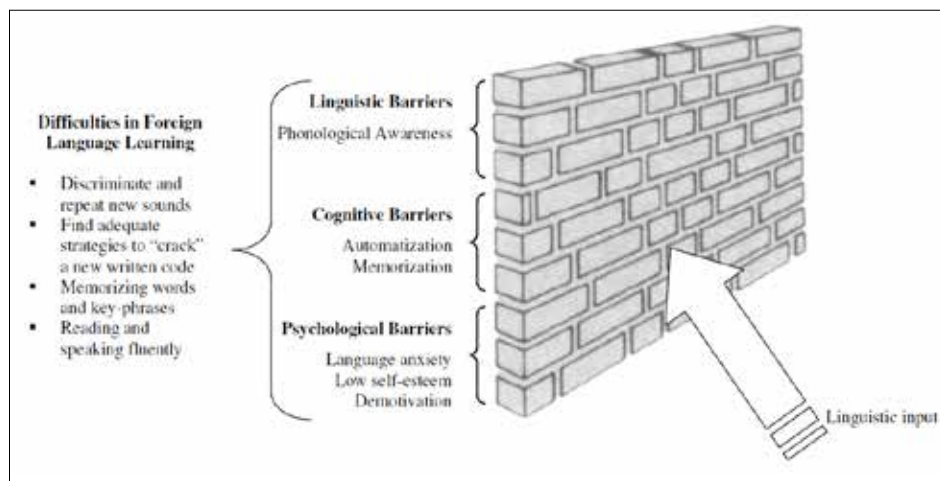 Difficulties in Foreign
Language Learning
▪ Discriminate and
repeat new sounds
▪ Find adequate
strategies to “crack”
a new written code
▪ Memorizing words
and key-phrases
▪ Reading and
speaking fluently
Linguistic Barriers
Phonological Awareness
Cognitive Barriers
Automatization
Memorization
Psychological Barriers
Language anxiety
Low self-esteem
Demotivation
Linguistic input